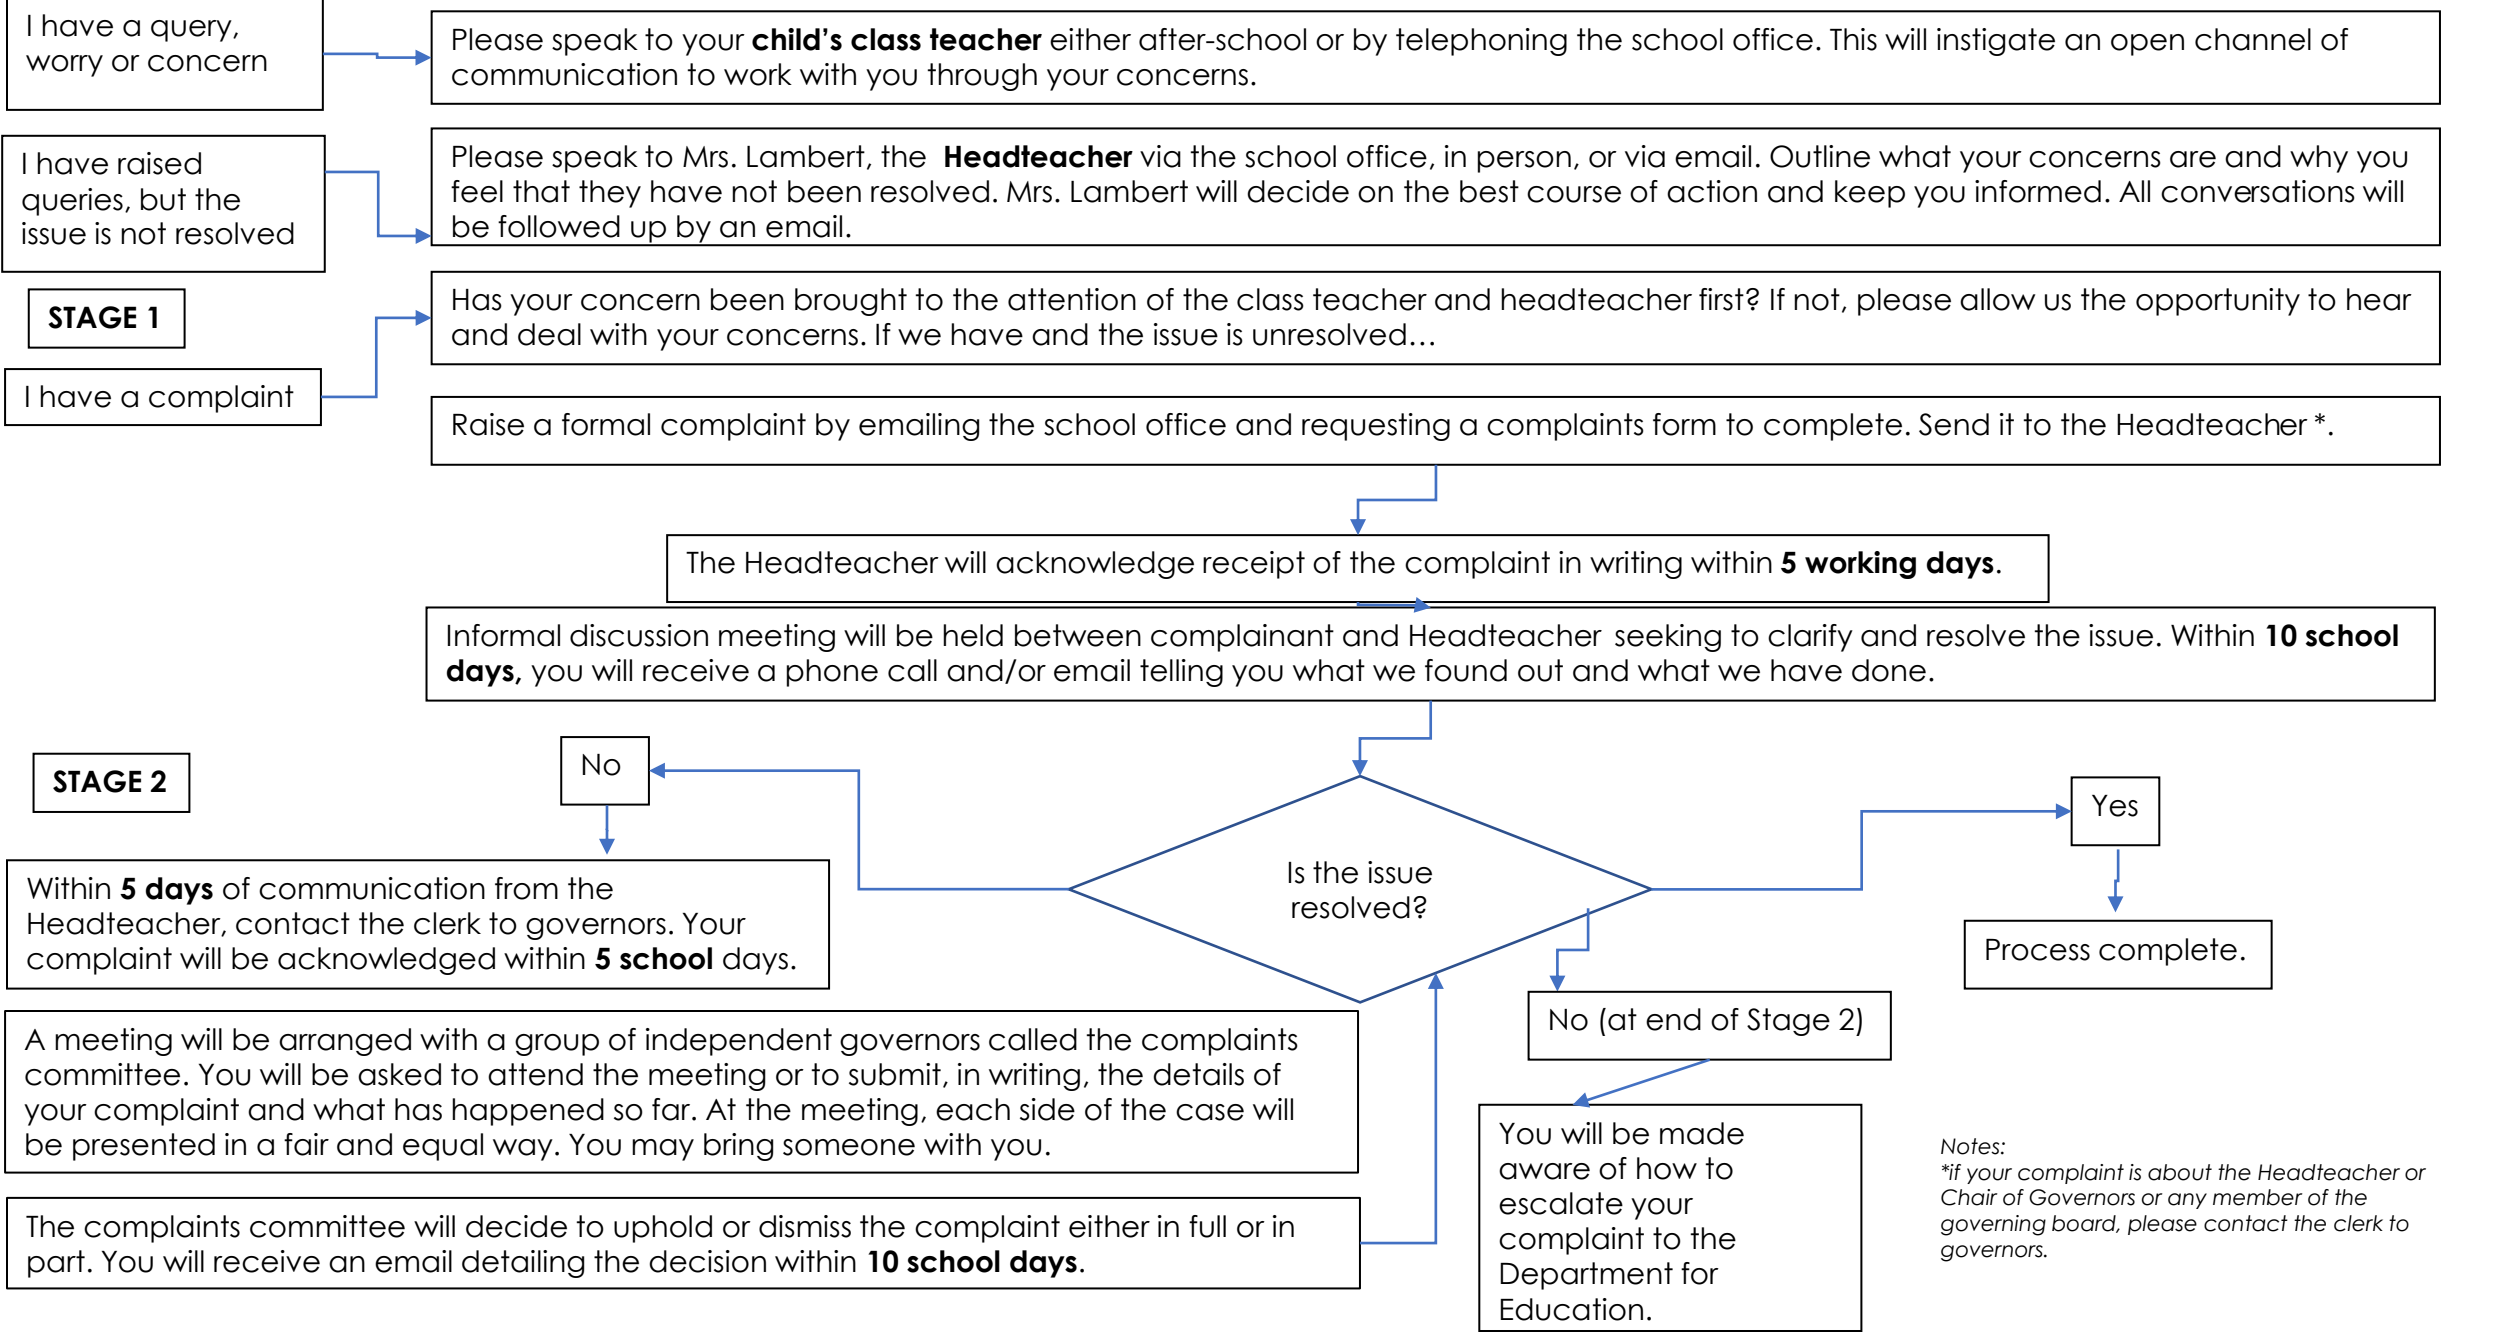 I have a query,
worry or concern
Please speak to your child’s class teacher either after-school or by telephoning the school office. This will instigate an open channel of
communication to work with you through your concerns.
I have raised
queries, but the
issue is not resolved
Please speak to Mrs. Lambert, the Headteacher via the school office, in person, or via email. Outline what your concerns are and why you
feel that they have not been resolved. Mrs. Lambert will decide on the best course of action and keep you informed. All conversations will
be followed up by an email.
STAGE 1
I have a complaint
Has your concern been brought to the attention of the class teacher and headteacher first? If not, please allow us the opportunity to hear
and deal with your concerns. If we have and the issue is unresolved…
Raise a formal complaint by emailing the school office and requesting a complaints form to complete. Send it to the Headteacher *.
The Headteacher will acknowledge receipt of the complaint in writing within 5 working days.
Informal discussion meeting will be held between complainant and Headteacher seeking to clarify and resolve the issue. Within 10 school
days, you will receive a phone call and/or email telling you what we found out and what we have done.
STAGE 2
No
Is the issue
resolved?
Yes
Process complete.
Within 5 days of communication from the
Headteacher, contact the clerk to governors. Your
complaint will be acknowledged within 5 school days.
A meeting will be arranged with a group of independent governors called the complaints
committee. You will be asked to attend the meeting or to submit, in writing, the details of
your complaint and what has happened so far. At the meeting, each side of the case will
be presented in a fair and equal way. You may bring someone with you.
The complaints committee will decide to uphold or dismiss the complaint either in full or in
part. You will receive an email detailing the decision within 10 school days.
No (at end of Stage 2)
You will be made
aware of how to
escalate your
complaint to the
Department for
Education.
Notes:
*if your complaint is about the Headteacher or
Chair of Governors or any member of the
governing board, please contact the clerk to
governors.